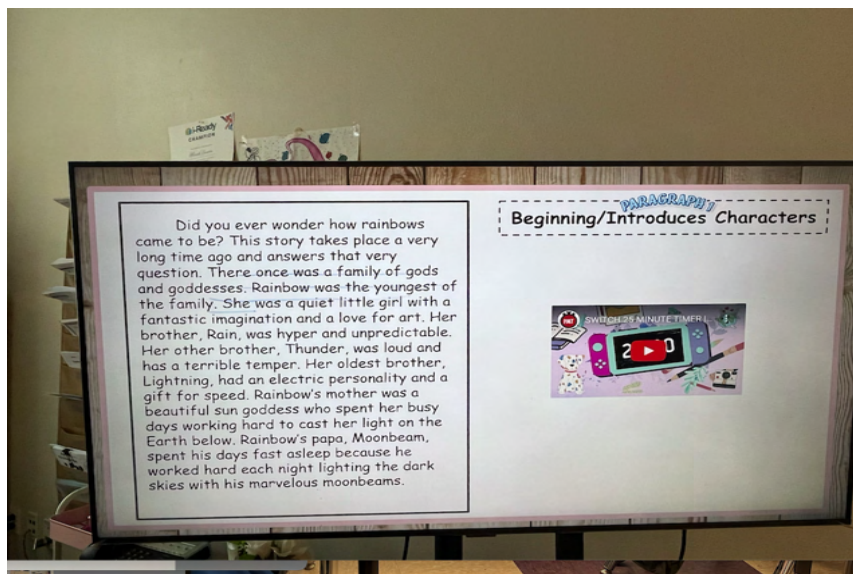 i-Ready
CHAMPION
Did you ever wonder how rainbows
came to be? This story takes place a very
long time ago and answers that very
question. There once was a family of gods
and goddesses. Rainbow was the youngest of
the family. She was a quiet little girl with a
fantastic imagination and a love for art. Her
brother, Rain, was hyper and unpredictable.
Her other brother, Thunder, was loud and
has a terrible temper. Her oldest brother,
Lightning, had an electric personality and a
gift for speed. Rainbow's mother was a
beautiful sun goddess who spent her busy
days working hard to cast her light on the
Earth below. Rainbow's papa, Moonbeam,
spent his days fast asleep because he
worked hard each night lighting the dark
skies with his marvelous moonbeams.
PARAGRAPH 1
Beginning/Introduces Characters
SWITCH 25 MINUTE TIMER